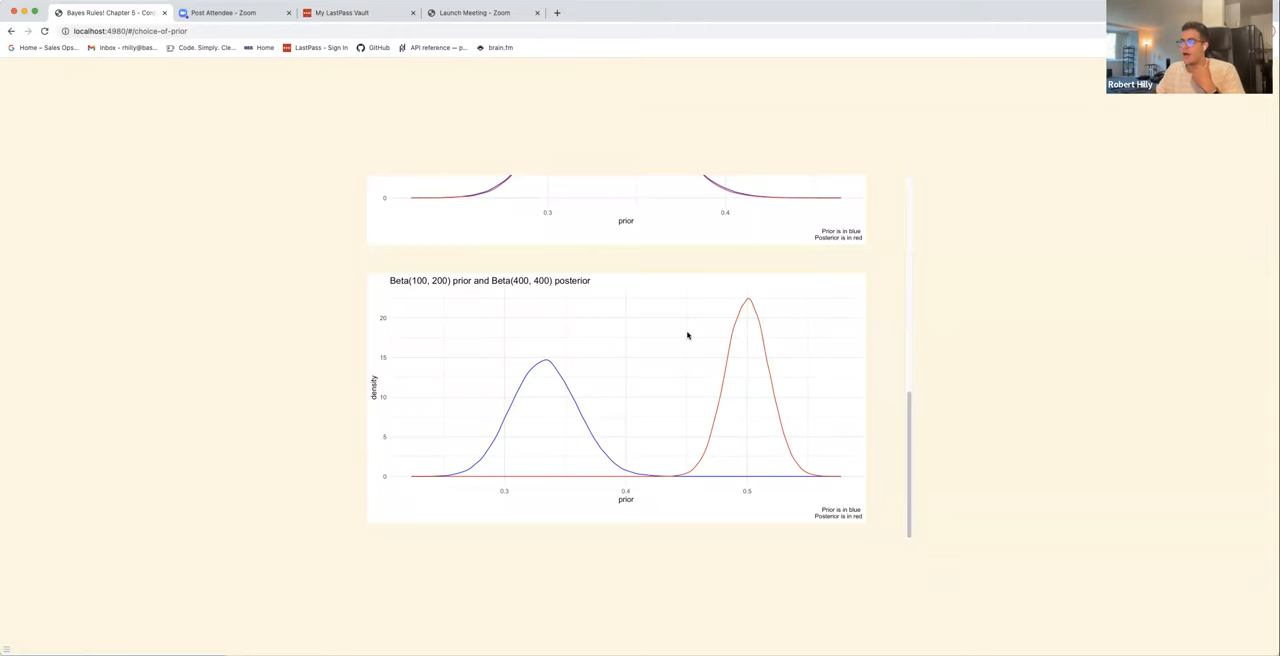 Bayes Rules! Chapter 5 - Con
Post Attendee - Zoom
My LastPass Vault
Launch Meeting - Zoom
localhost:4980/#/choice-of-prior
Home – Sales Ops...
Inbox - rhilly@bas...
Code. Simply. Cle...
Home
LastPass - Sign In
GitHub
API reference — p...
brain.fm
Robert Hilly
0
0.3
0.4
prior
Prior is in blue
Posterior is in red
Beta(100, 200) prior and Beta(400, 400) posterior
20
15
density
10
5
0
0.3
0.4
0.5
prior
Prior is in blue
Posterior is in red